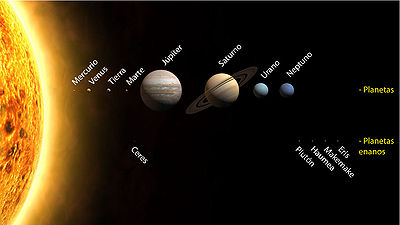 Mercurio
Venus
Tierra
Marte
Júpiter
Saturno
Urano
Neptuno
- Planetas
Ceres
Plutón
Haumea
Makemake
Eris
- Planetas
enanos